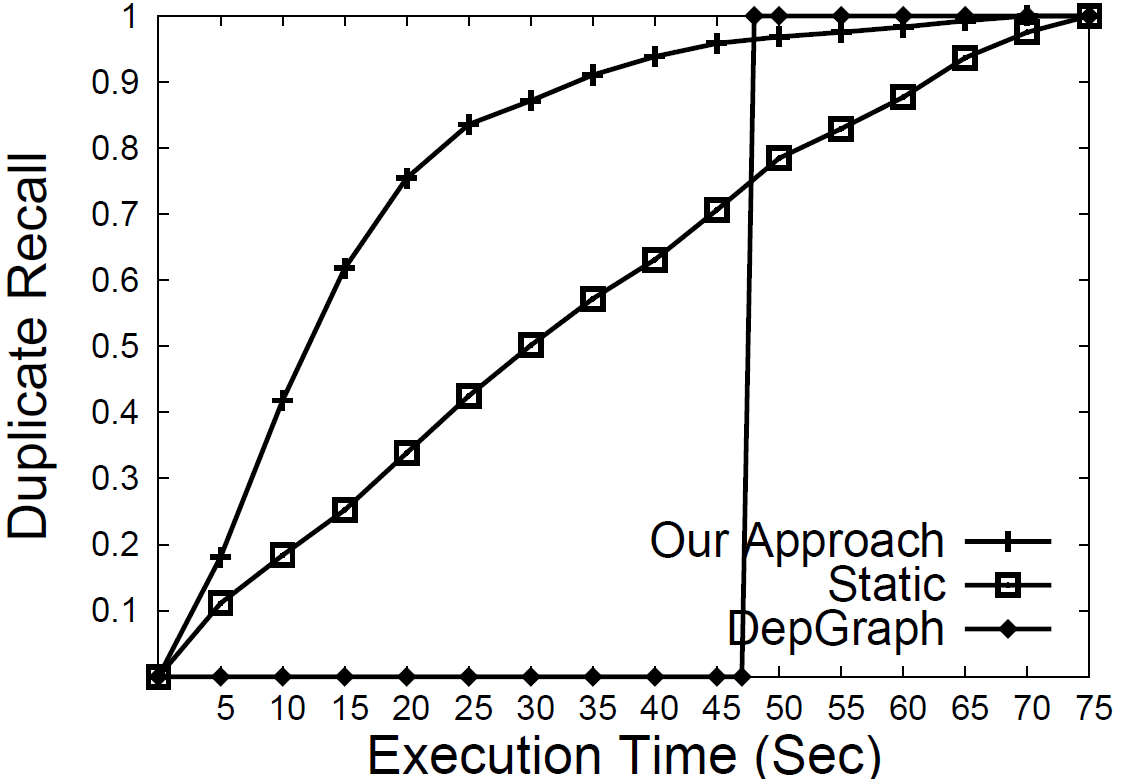 1
0.9
0.8
0.7
0.6
0.5
0.4
0.3
0.2
0.1
Duplicate Recall
Our Approach
Static
DepGraph
5 10 15 20 25 30 35 40 45 50 55 60 65 70 75
Execution Time (Sec)